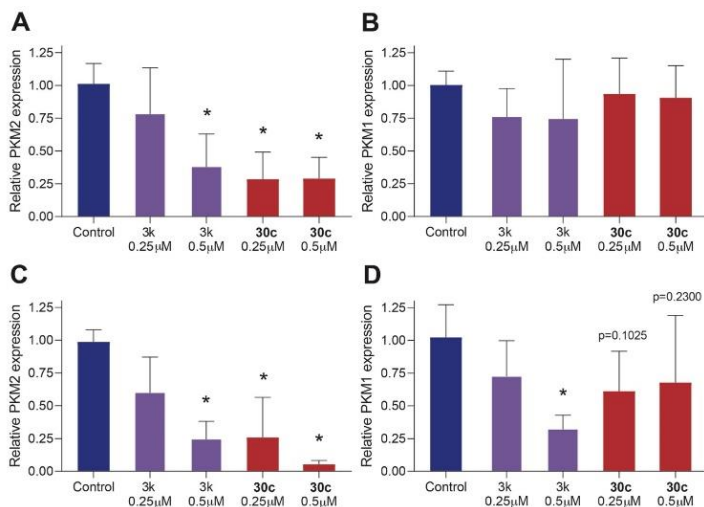 A
Relative PKM2 expression
1.25
1.00
0.75
0.50
0.25
0.00
* * *
Control 3k 3k 30c 30c
0.25μM 0.5μM 0.25μM 0.5μM
B
Relative PKM1 expression
1.25
1.00
0.75
0.50
0.25
0.00
Control 3k 3k 30c 30c
0.25μM 0.5μM 0.25μM 0.5μM
C
Relative PKM2 expression
1.25
1.00
0.75
0.50
0.25
0.00
* * *
Control 3k 3k 30c 30c
0.25μM 0.5μM 0.25μM 0.5μM
D
Relative PKM1 expression
1.25
1.00
0.75
0.50
0.25
0.00
p=0.2300
p=0.1025
*
Control 3k 3k 30c 30c
0.25μM 0.5μM 0.25μM 0.5μM